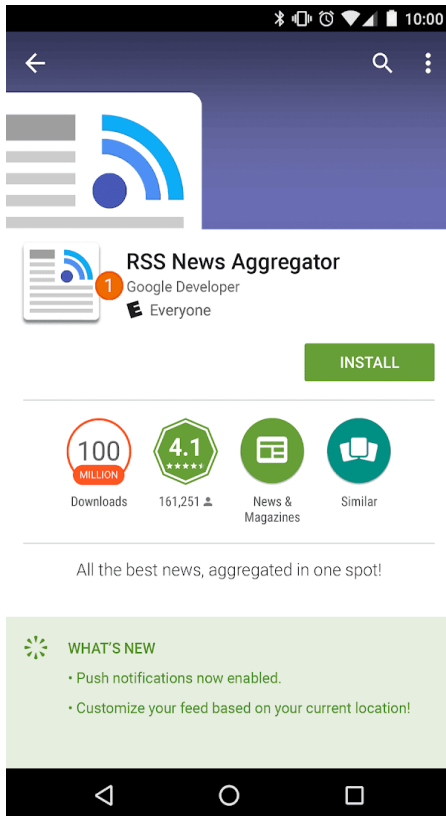 10:00
RSS News Aggregator
1
Google Developer
E Everyone
INSTALL
100
MILLION
4.1
Downloads
161,251
News &
Magazines
Similar
All the best news, aggregated in one spot!
WHAT'S NEW
• Push notifications now enabled.
• Customize your feed based on your current location!